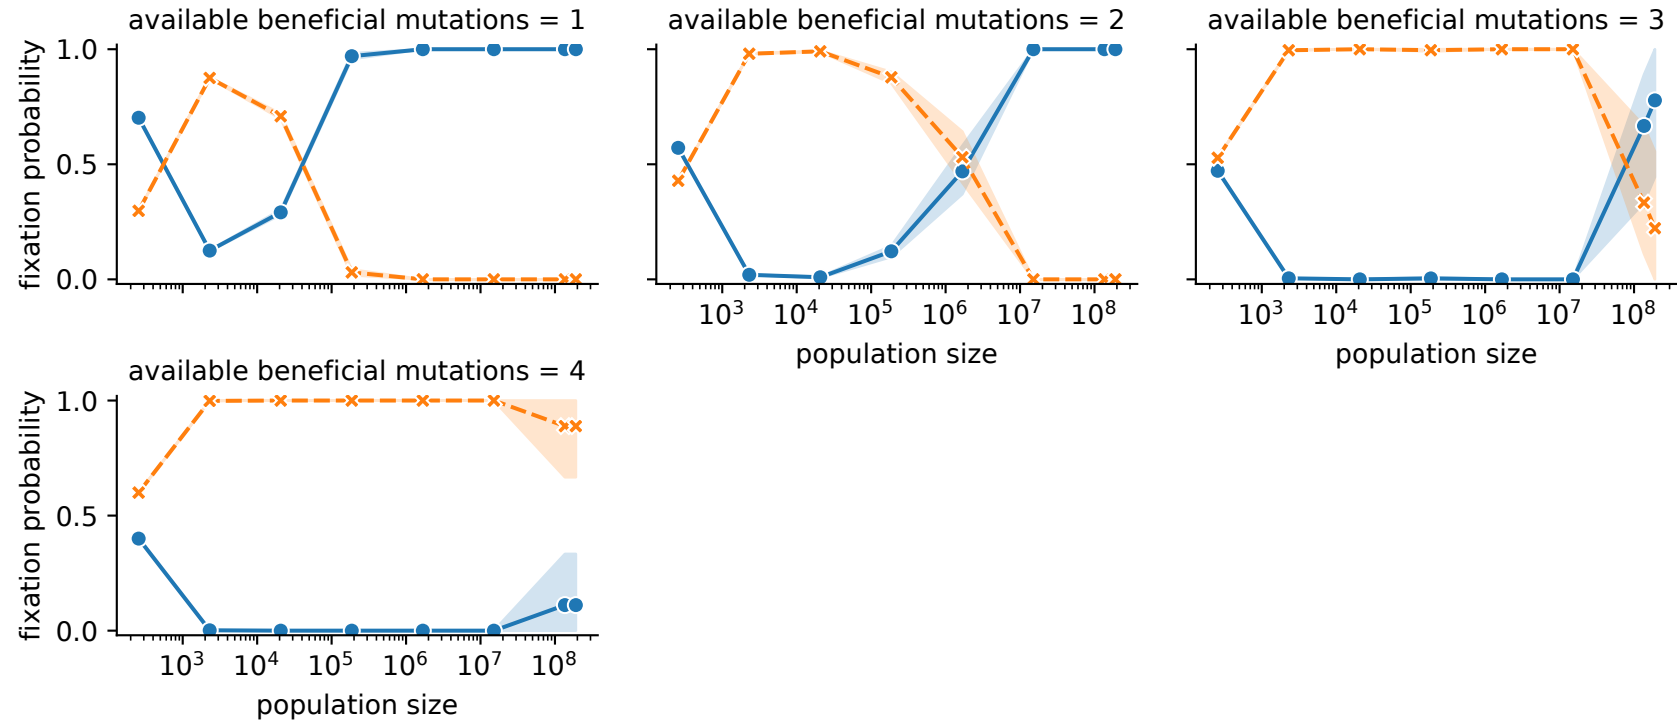 available beneficial mutations = 1
available beneficial mutations = 2
available beneficial mutations = 3
fixation probability
1.0
0.5
0.0
10³ 10⁴ 10⁵ 10⁶ 10⁷ 10⁸
population size
10³ 10⁴ 10⁵ 10⁶ 10⁷ 10⁸
population size
available beneficial mutations = 4
fixation probability
1.0
0.5
0.0
10³ 10⁴ 10⁵ 10⁶ 10⁷ 10⁸
population size